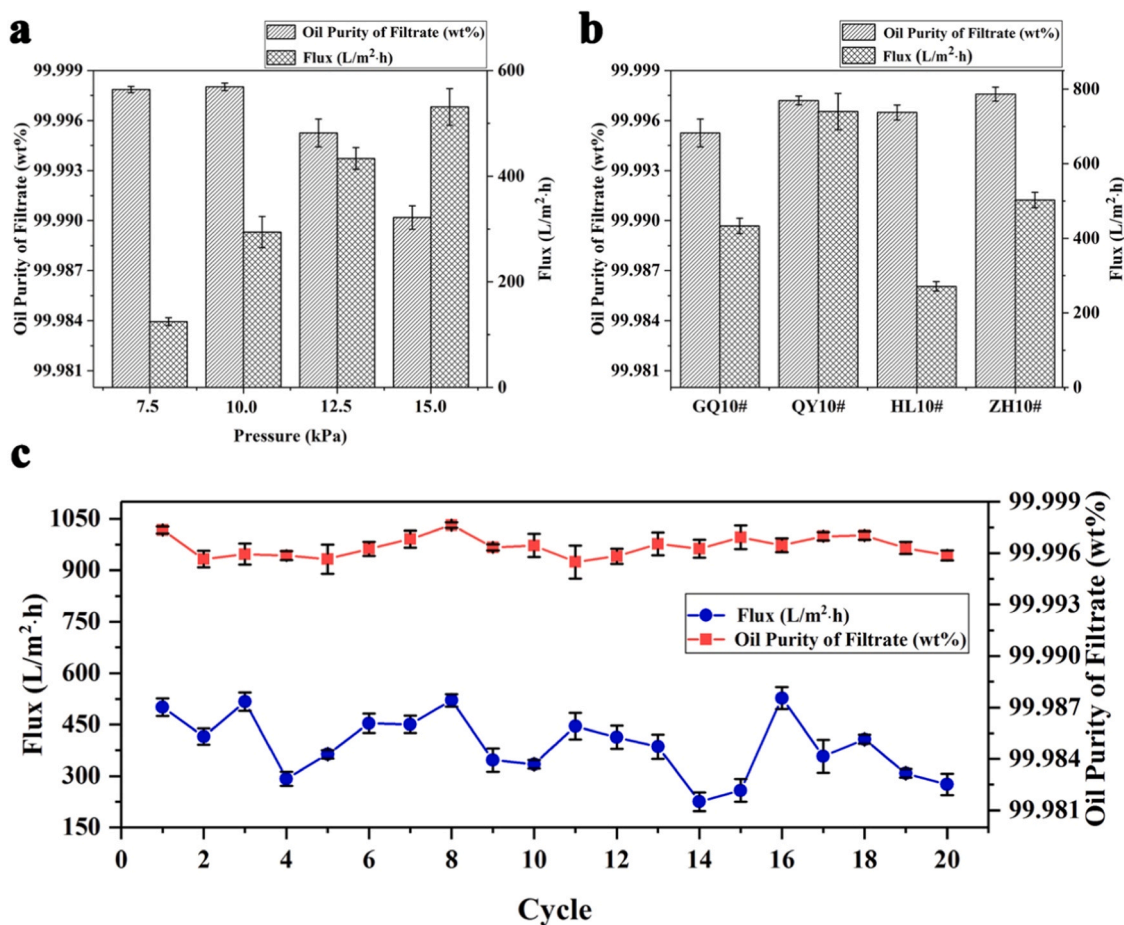 a
Oil Purity of Filtrate (wt%)
Flux (L/m²·h)
Oil Purity of Filtrate (wt%)
99.999
99.996
99.993
99.990
99.987
99.984
99.981
600
400
200
0
Flux (L/m²·h)
7.5 10.0 12.5 15.0
Pressure (kPa)
b
Oil Purity of Filtrate (wt%)
Flux (L/m²·h)
Oil Purity of Filtrate (wt%)
99.999
99.996
99.993
99.990
99.987
99.984
99.981
800
600
400
200
0
Flux (L/m²·h)
GQ10# QY10# HL10# ZH10#
c
Flux (L/m²·h)
1050
900
750
600
450
300
150
Flux (L/m²·h)
Oil Purity of Filtrate (wt%)
99.999
99.996
99.993
99.990
99.987
99.984
99.981
Oil Purity of Filtrate (wt%)
0 2 4 6 8 10 12 14 16 18 20
Cycle